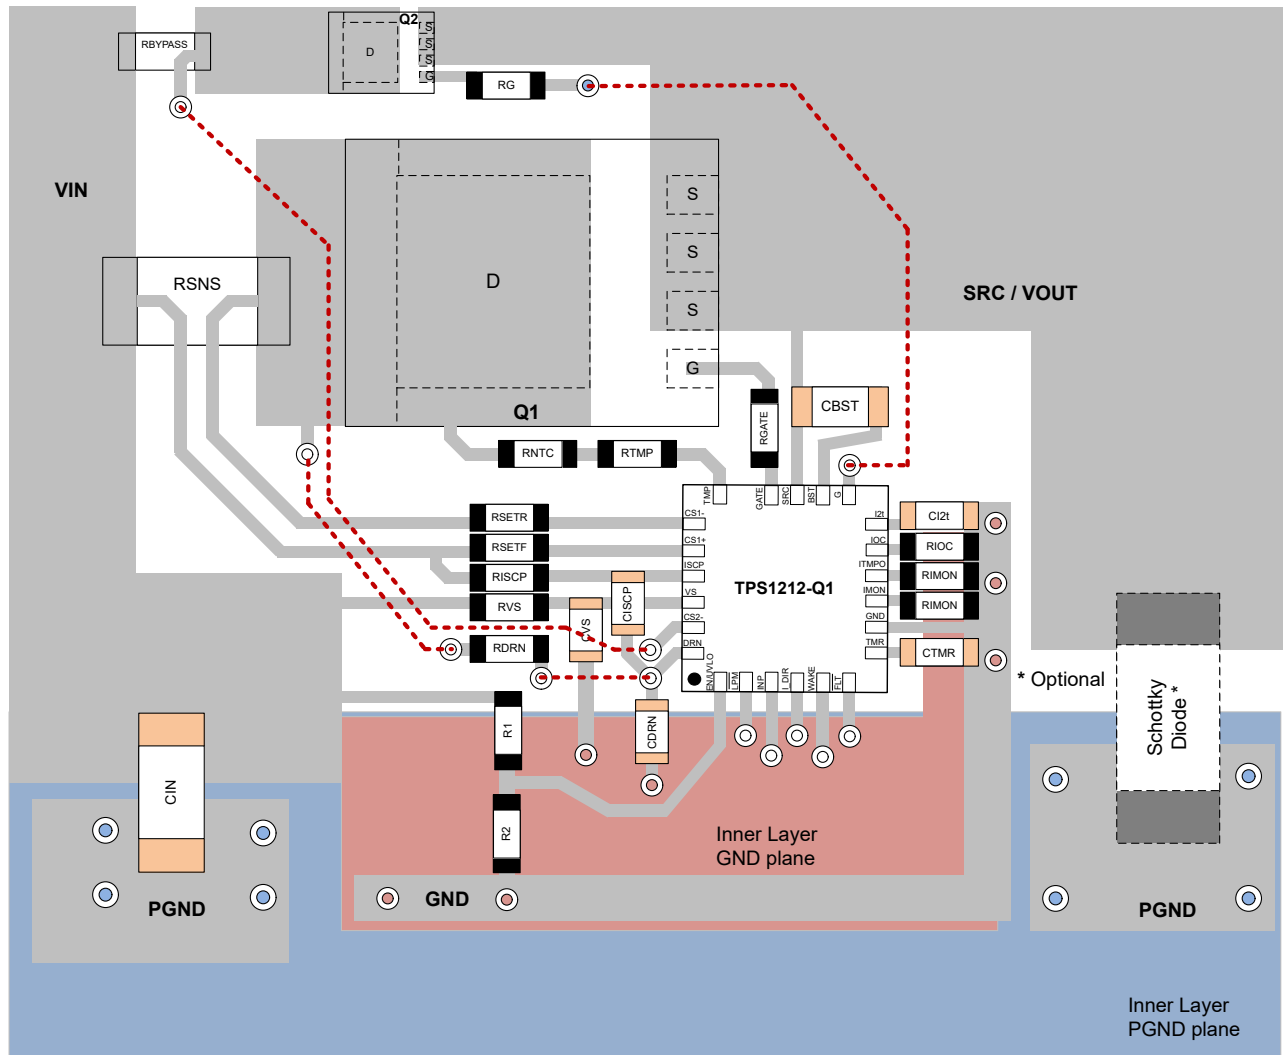 Q2
RBYPASS
S
S
S
G
D
RG
VIN
S
S
S
G
D
RSNS
SRC / VOUT
Q1
RGATE
CBST
RNTC
RTMP
TMP
GATE
SRC
BST
G
RSETR
CS1-
I2t
CI2t
RSETF
CS1+
IOC
RIOC
RISCP
ISCP
ITMPO
RIMON
RVS
VS
IMON
RIMON
CISCP
CVS
TPS1212-Q1
CS2-
GND
RDRN
DRN
TMR
CTMR
EN/UVLO
LPM
INP
I_DIR
WAKE
FLT
* Optional
Schottky
Diode *
R1
CDRN
CIN
R2
Inner Layer
GND plane
GND
PGND
PGND
Inner Layer
PGND plane